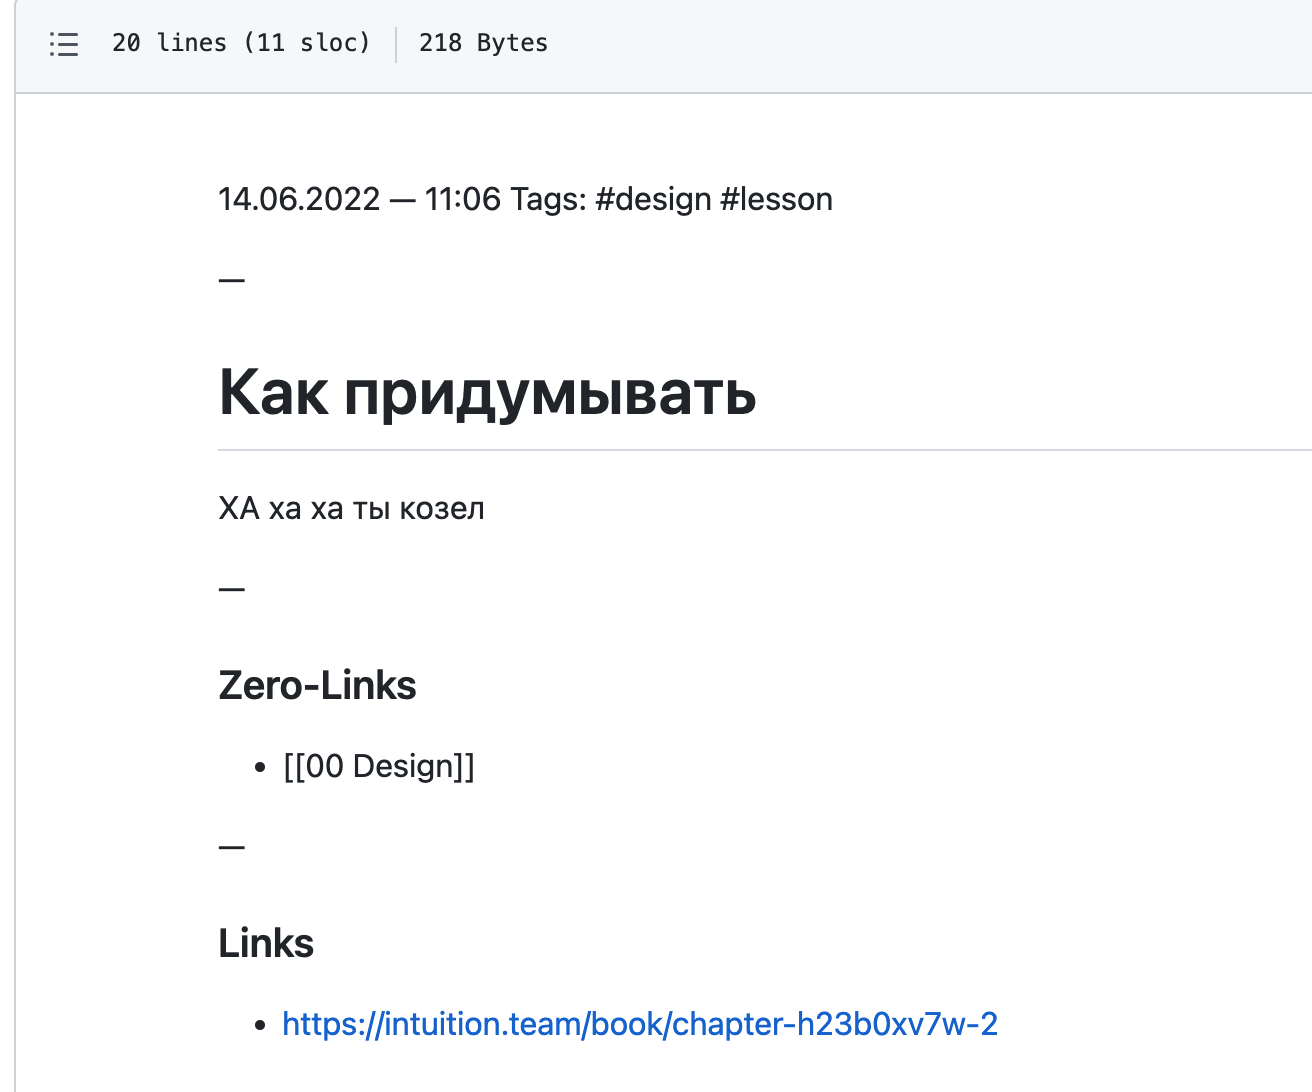 20 lines (11 sloc) 218 Bytes
14.06.2022 — 11:06 Tags: #design #lesson
—
Как придумывать
ХА ха ха ты козел
—
Zero-Links
• [[00 Design]]
—
Links
• https://intuition.team/book/chapter-h23b0xv7w-2